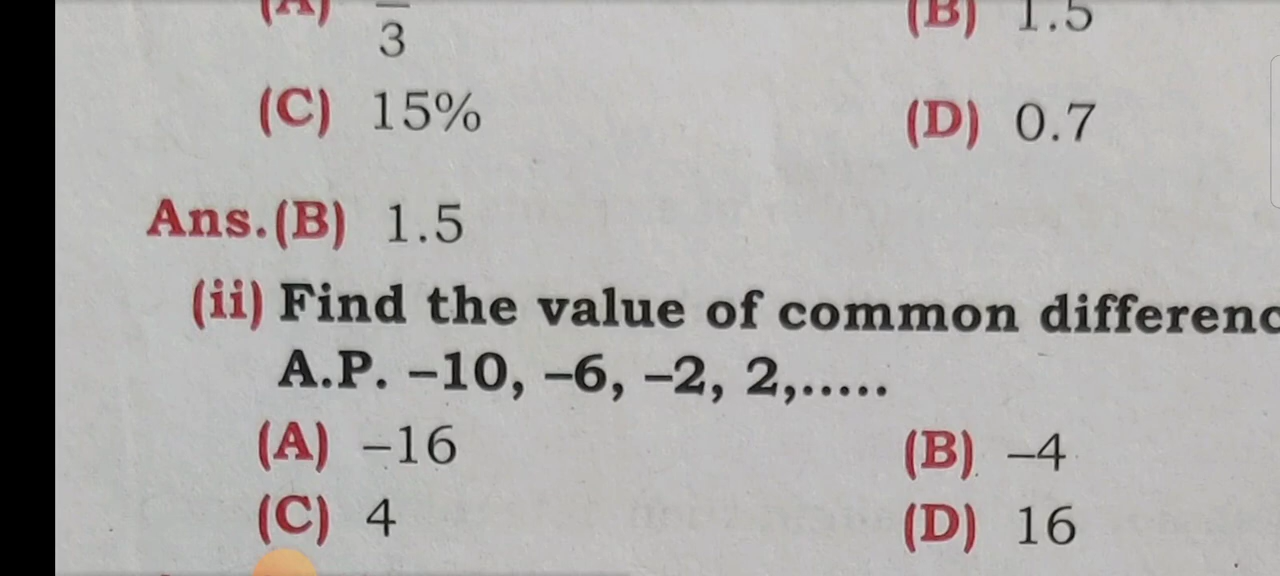 (A) 3 (B) 1.5
(C) 15% (D) 0.7
Ans.(B) 1.5
(ii) Find the value of common differenc
A.P. –10, –6, –2, 2,.....
(A) –16 (B) –4
(C) 4 (D) 16